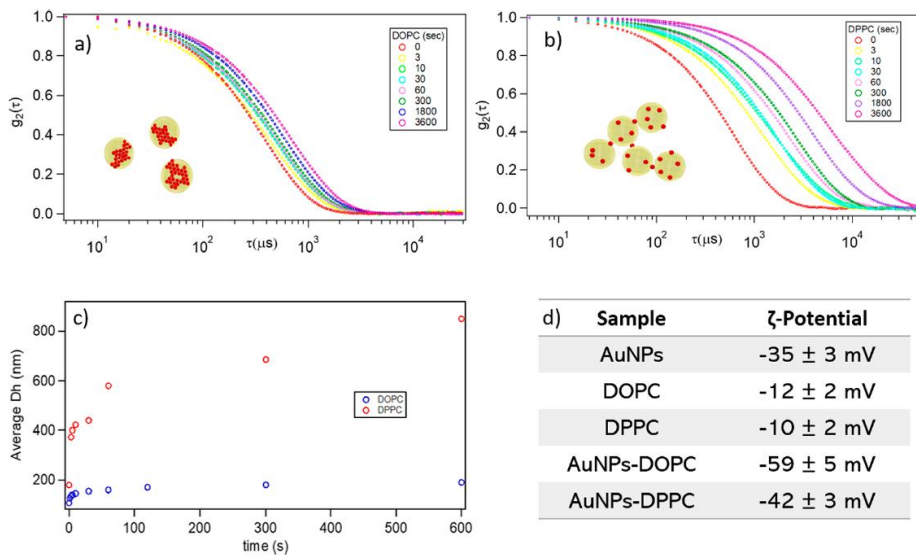 a)
DOPC (sec)
0
3
10
30
60
300
1800
3600
g₂(τ)
1.0
0.8
0.6
0.4
0.2
0.0
10¹
10²
10³
10⁴
τ(μs)
b)
DPPC (sec)
0
3
10
30
60
300
1800
3600
g₂(τ)
1.0
0.8
0.6
0.4
0.2
0.0
10¹
10²
10³
10⁴
τ(μs)
c)
DOPC
DPPC
Average Dh (nm)
800
600
400
200
0
100
200
300
400
500
600
time (s)
d)
Sample ζ-Potential
AuNPs -35 ± 3 mV
DOPC -12 ± 2 mV
DPPC -10 ± 2 mV
AuNPs-DOPC -59 ± 5 mV
AuNPs-DPPC -42 ± 3 mV